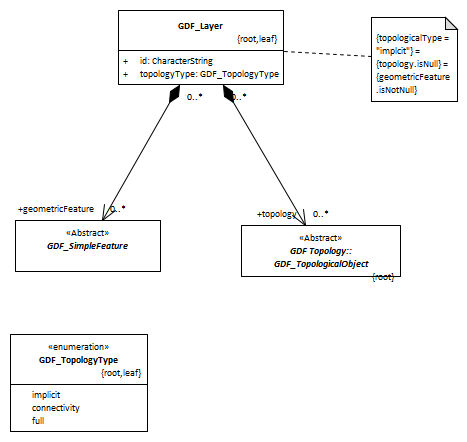 GDF_Layer
{root,leaf}
+ id: CharacterString
+ topologyType: GDF_TopologyType
{topologicalType =
"implcit"} =
{topology.isNull} =
{geometricFeature
.isNotNull}
0..*
0..*
+geometricFeature
0..*
+topology
0..*
«Abstract»
GDF_SimpleFeature
«Abstract»
GDF Topology::
GDF_TopologicalObject
{root}
«enumeration»
GDF_TopologyType
{root,leaf}
implicit
connectivity
full